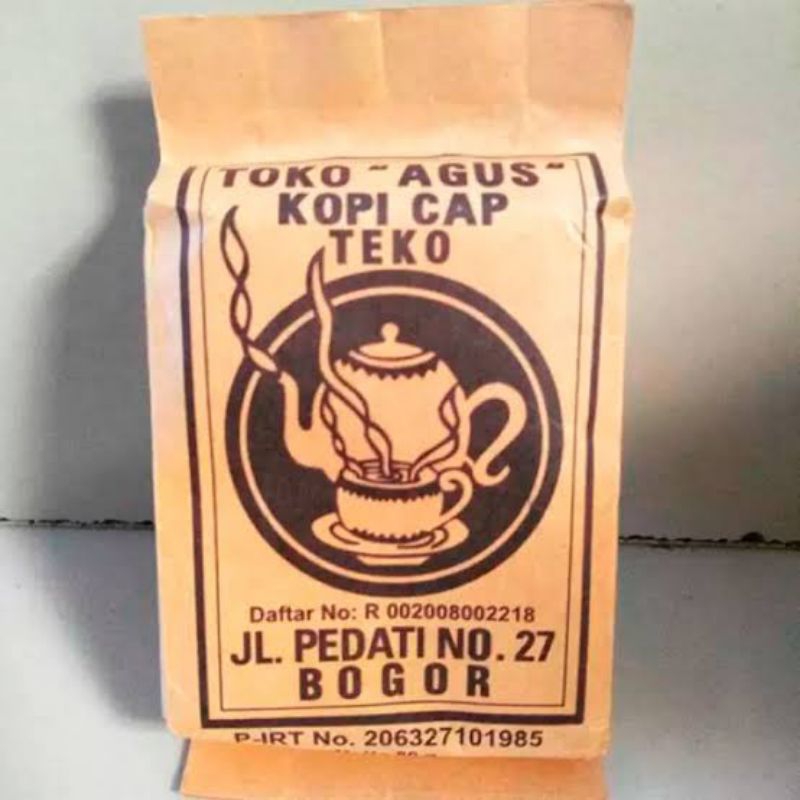 TOKO "AGUS"
KOPI CAP
TEKO
Daftar No: R 002008002218
JL. PEDATI NO. 27
BOGOR
P-IRT No. 206327101985